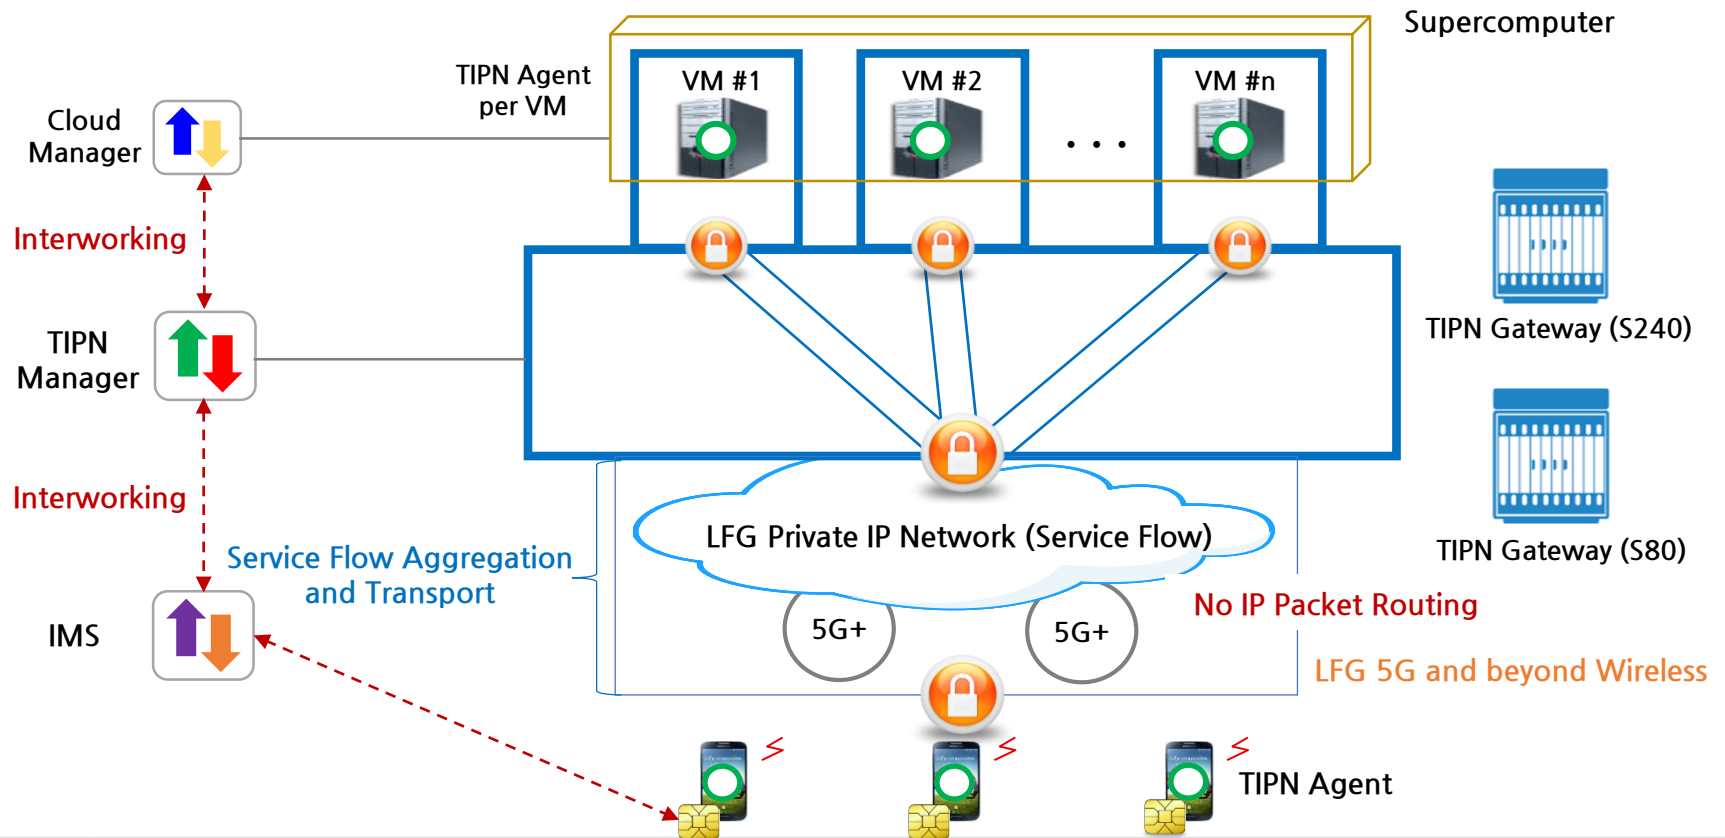 Supercomputer
TIPN Agent
per VM
VM #1
VM #2
VM #n
. . .
Cloud
Manager
Interworking
TIPN Gateway (S240)
TIPN
Manager
Interworking
TIPN Gateway (S80)
LFG Private IP Network (Service Flow)
Service Flow Aggregation
and Transport
No IP Packet Routing
IMS
5G+
5G+
LFG 5G and beyond Wireless
TIPN Agent